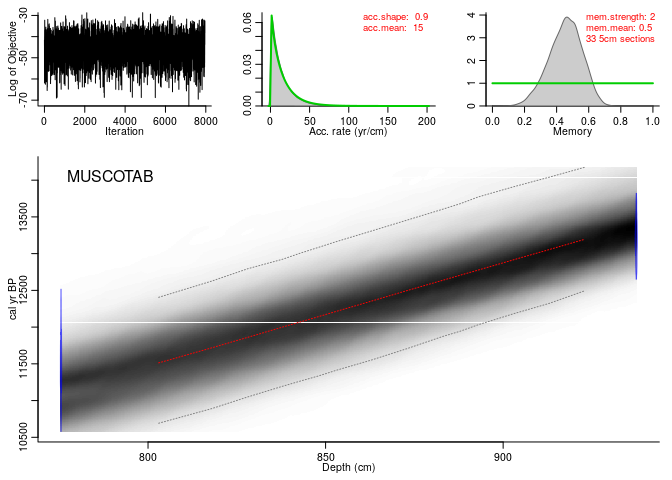 Log of Objective
-30
-50
-70
0
2000
4000
6000
8000
Iteration
0.06
0.03
0.00
acc.shape: 0.9
acc.mean: 15
0
50
100
150
200
Acc. rate (yr/cm)
4
3
2
1
0
mem.strength: 2
mem.mean: 0.5
33 5cm sections
0.0
0.2
0.4
0.6
0.8
1.0
Memory
MUSCOTAB
cal yr BP
13500
12500
11500
10500
800
850
900
Depth (cm)